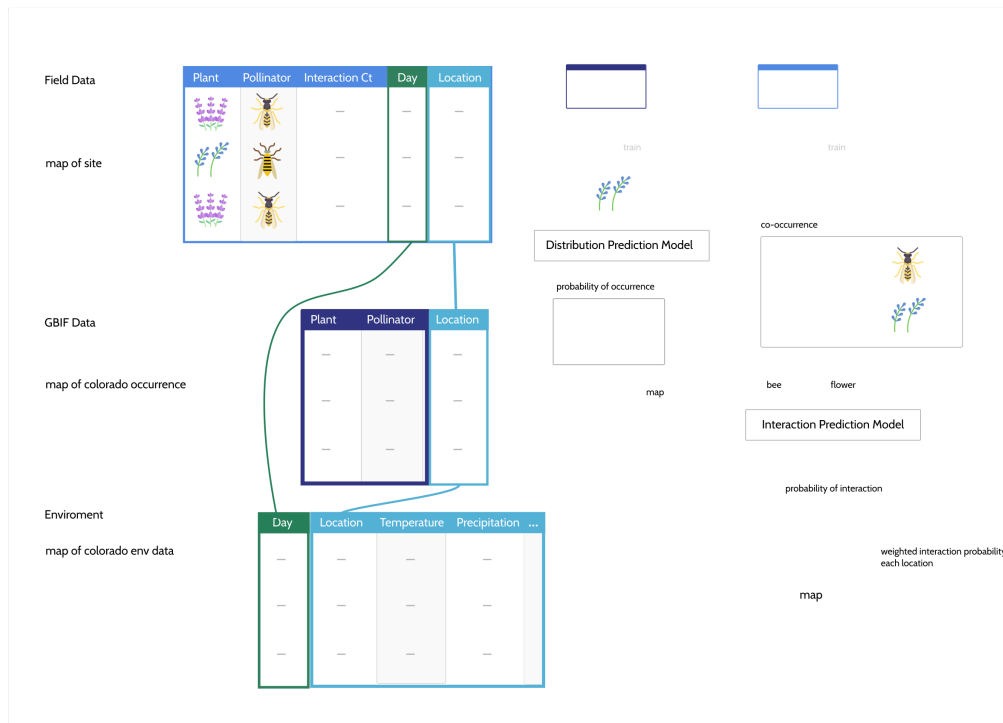 Field Data
Plant Pollinator Interaction Ct Day Location
map of site
train
train
co-occurrence
Distribution Prediction Model
probability of occurrence
GBIF Data
Plant Pollinator Location
map of colorado occurrence
map
bee flower
Interaction Prediction Model
probability of interaction
Enviroment
Day Location Temperature Precipitation ...
map of colorado env data
weighted interaction probability
each location
map